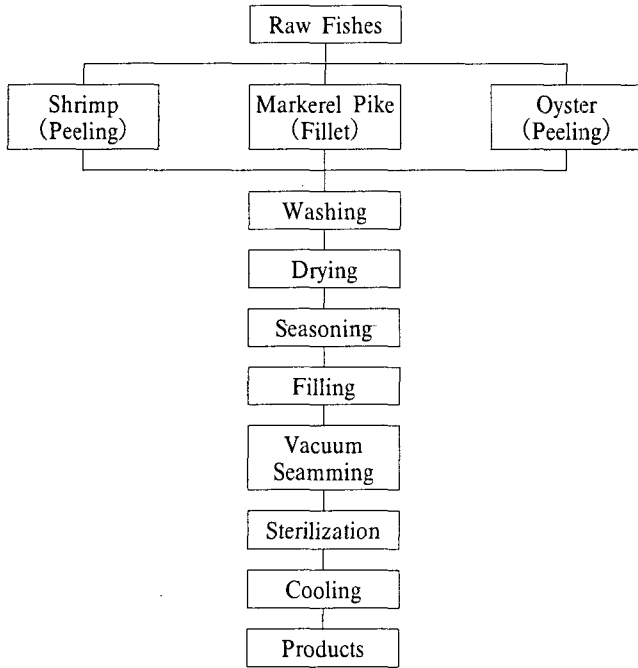 Raw Fishes
Shrimp
(Peeling)
Markerel Pike
(Fillet)
Oyster
(Peeling)
Washing
Drying
Seasoning
Filling
Vacuum
Seamming
Sterilization
Cooling
Products